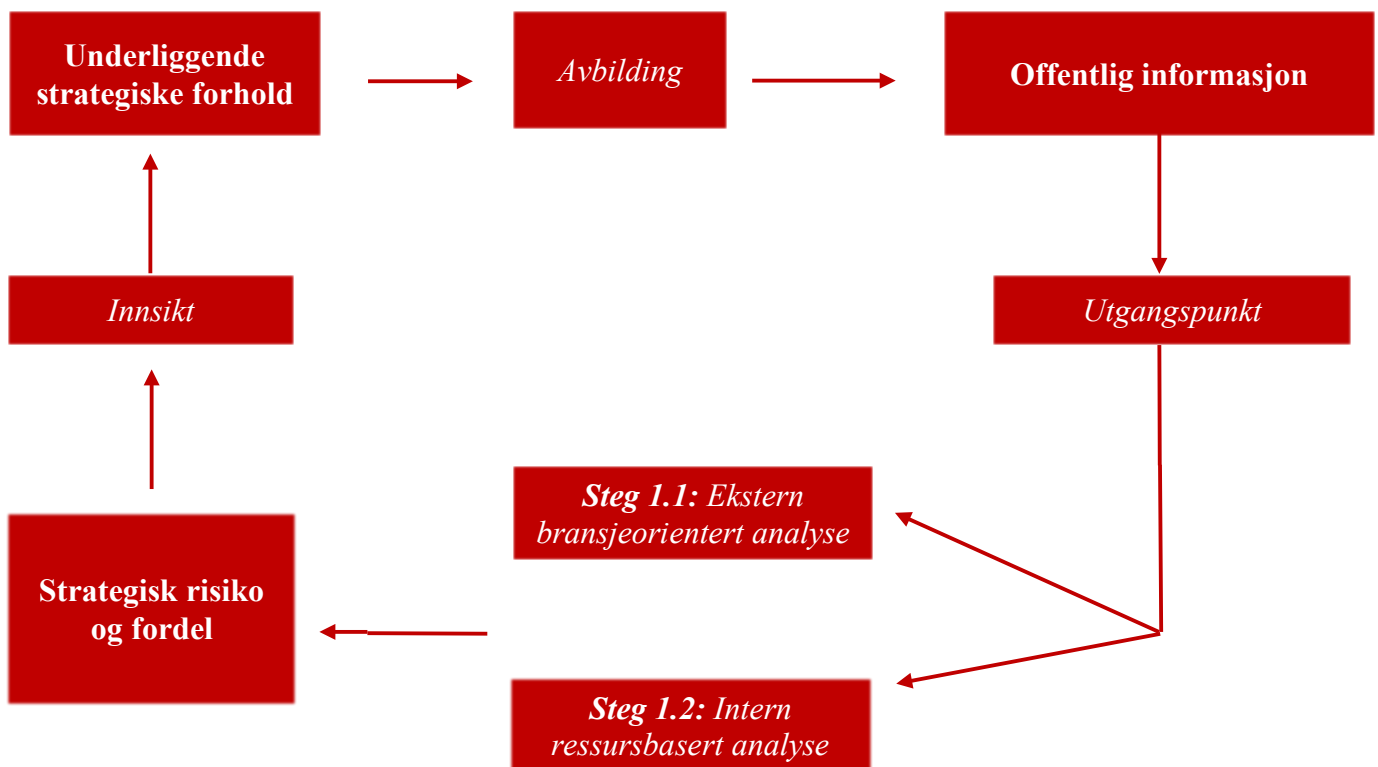 Underliggende
strategiske forhold
Avbilding
Offentlig informasjon
Innsikt
Utgangspunkt
Steg 1.1: Ekstern
bransjeorientert analyse
Strategisk risiko
og fordel
Steg 1.2: Intern
ressursbasert analyse